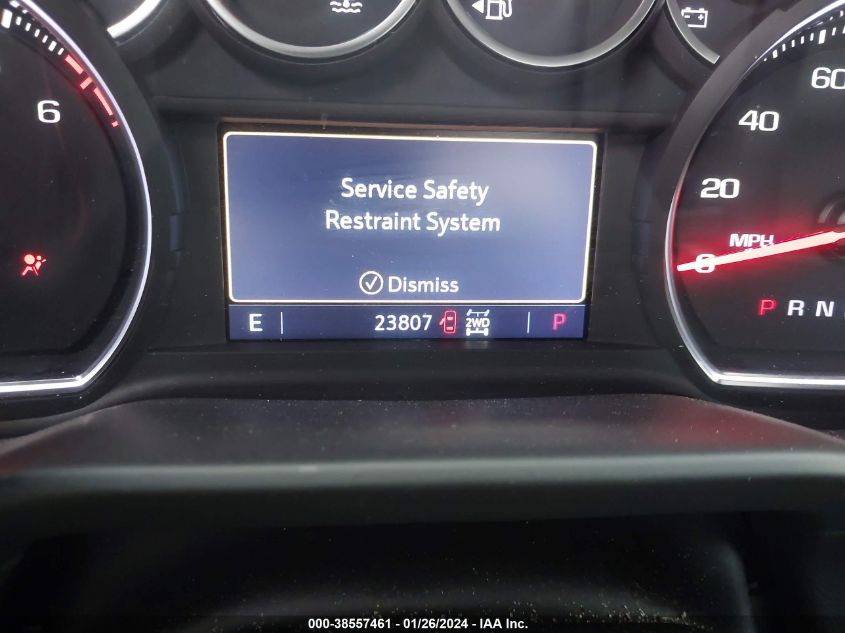 6
60
40
20
MPH
0
Service Safety
Restraint System
Dismiss
E
23807
2WD
P
P R N
000-38557461 - 01/26/2024 - IAA Inc.